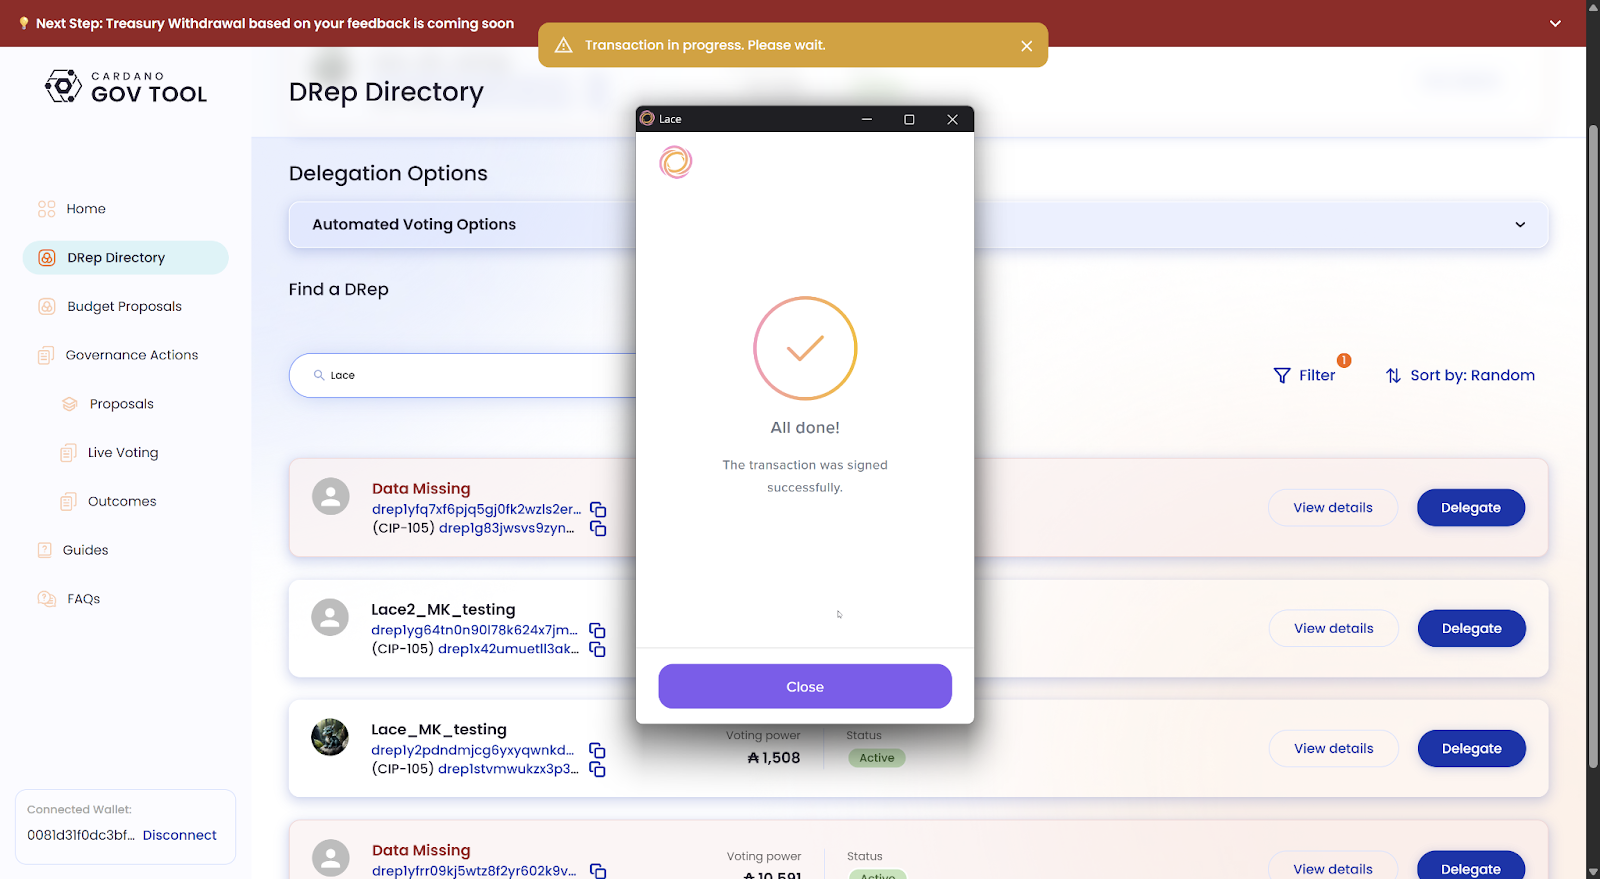 Next Step: Treasury Withdrawal based on your feedback is coming soon
Transaction in progress. Please wait.
CARDANO
GOV TOOL
DRep Directory
Lace
Delegation Options
Automated Voting Options
Home
DRep Directory
Find a DRep
Budget Proposals
Governance Actions
Lace
Filter
1
Sort by: Random
Proposals
Live Voting
Outcomes
Guides
FAQs
All done!
The transaction was signed
successfully.
Close
Data Missing
drep1yfq7xf6pjq5gj0fk2wzls2er...
(CIP-105) drep1g83jwsvs9zyn...
View details
Delegate
Lace2_MK_testing
drep1yg64tn0n90l78k624x7jm...
(CIP-105) drep1x42umuetll3ak...
View details
Delegate
Lace_MK_testing
drep1y2pdndmjcg6yxyqwnkd...
(CIP-105) drep1stvmwukzx3p3...
Voting power
₳ 1,508
Status
Active
View details
Delegate
Data Missing
drep1yfrr09kj5wtz8f2yr602k9v...
Voting power
₳ 10,591
Status
Active
View details
Delegate
Connected Wallet:
0081d31f0dc3bf...
Disconnect